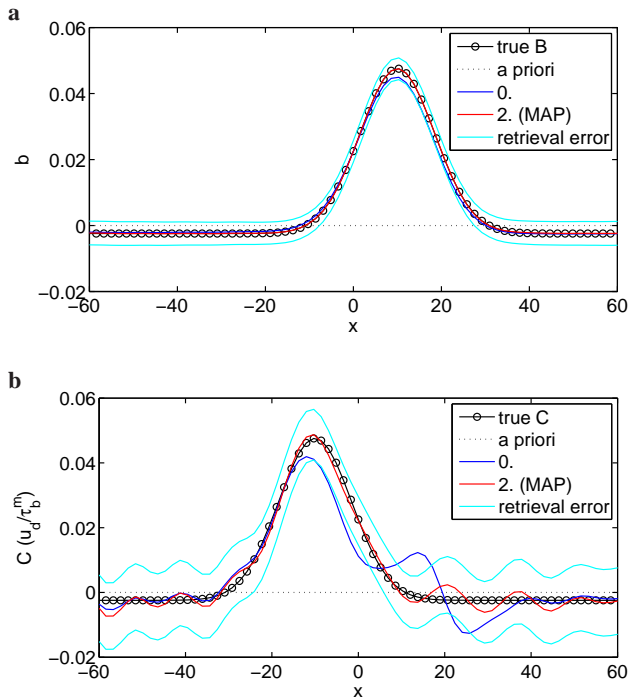 a
0.06
0.04
0.02
0
−0.02
b
−60 −40 −20 0 20 40 60
x
true B
a priori
0.
2. (MAP)
retrieval error
b
0.06
0.04
0.02
0
−0.02
C (u_d/τ_b^m)
−60 −40 −20 0 20 40 60
x
true C
a priori
0.
2. (MAP)
retrieval error